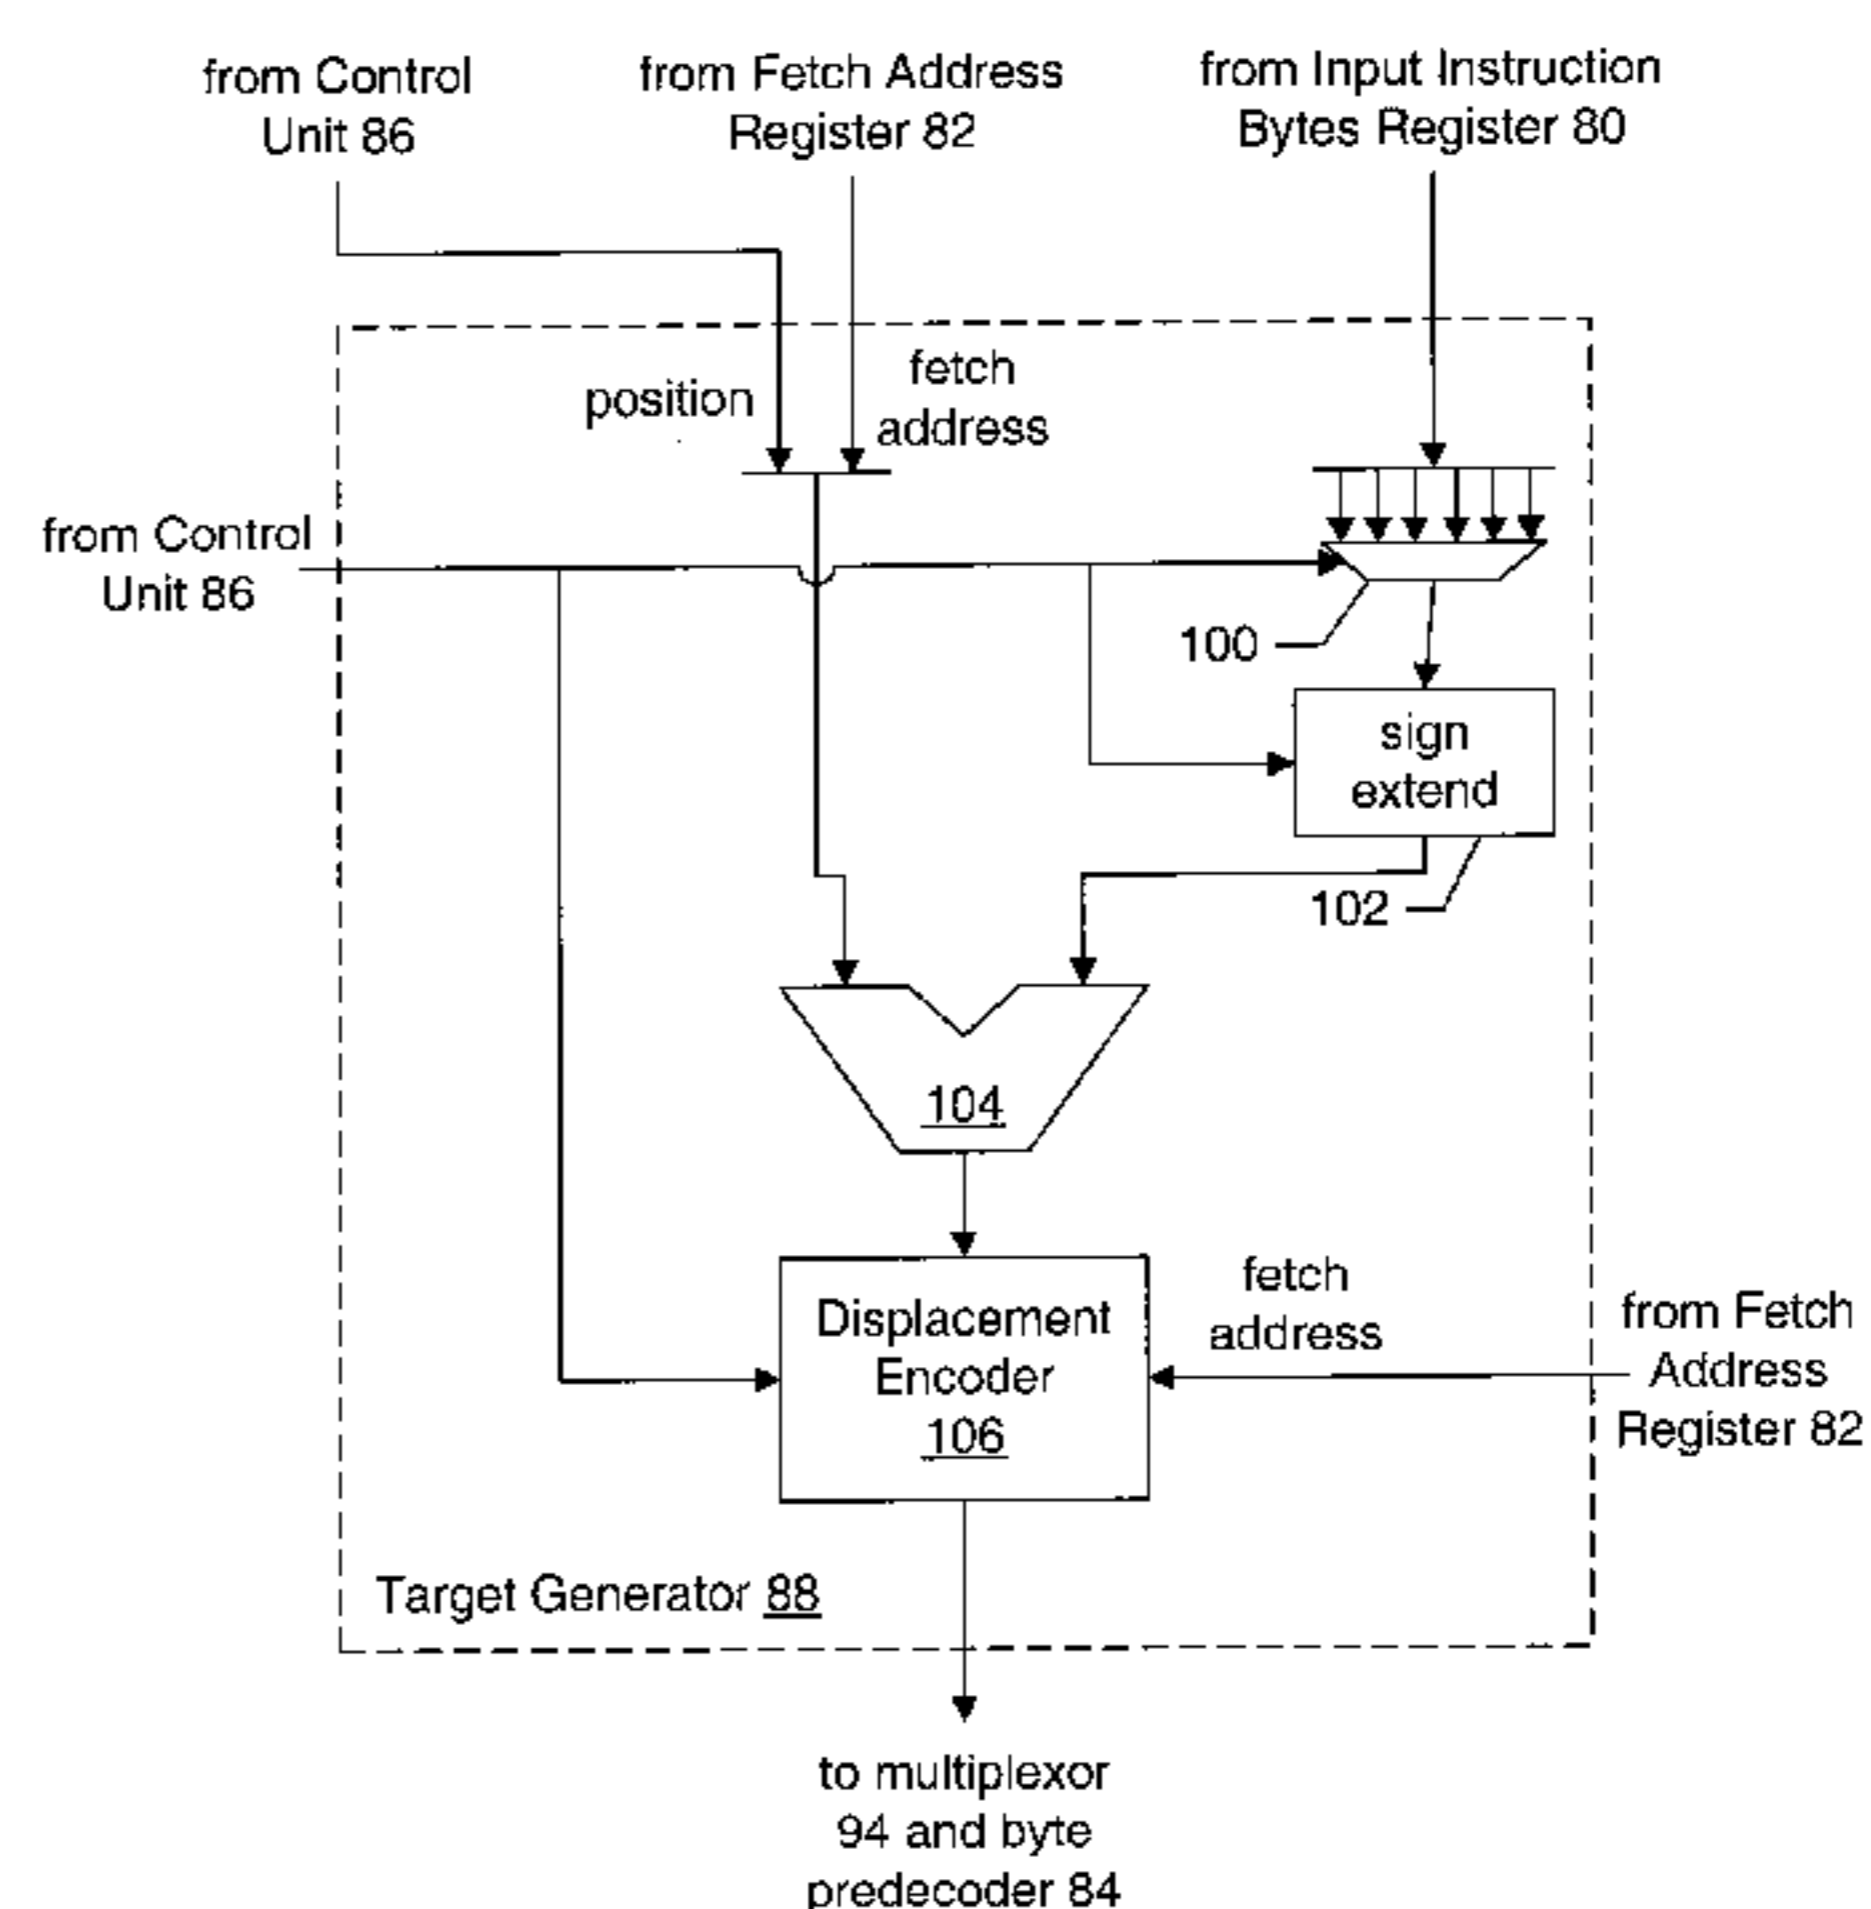 from Control
Unit 86
from Fetch Address
Register 82
from Input Instruction
Bytes Register 80
position
fetch
address
from Control
Unit 86
100
sign
extend
102
104
Displacement
Encoder
106
fetch
address
from Fetch
Address
Register 82
Target Generator 88
to multiplexor
94 and byte
predecoder 84